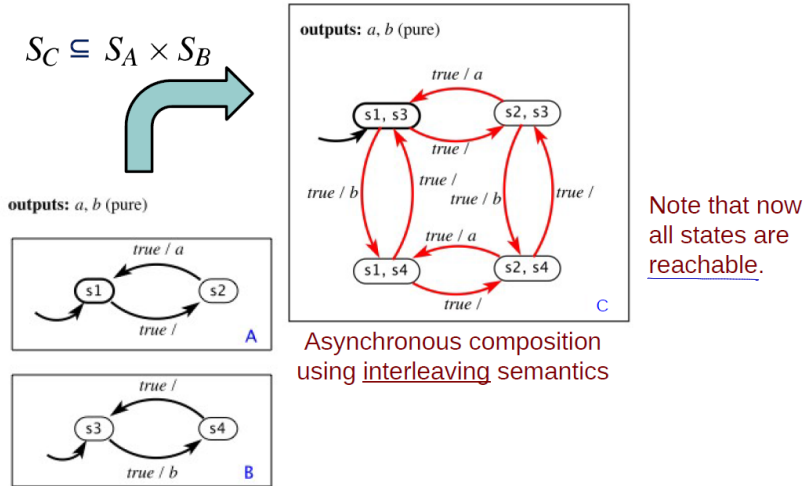 S_C ⊆ S_A × S_B
outputs: a, b (pure)
true / a
s1
s2
true /
A
true /
s3
s4
true / b
B
outputs: a, b (pure)
true / a
s1, s3
s2, s3
true /
true / b
true /
true / b
true /
true / a
s1, s4
s2, s4
true /
C
Asynchronous composition
using interleaving semantics
Note that now
all states are
reachable.